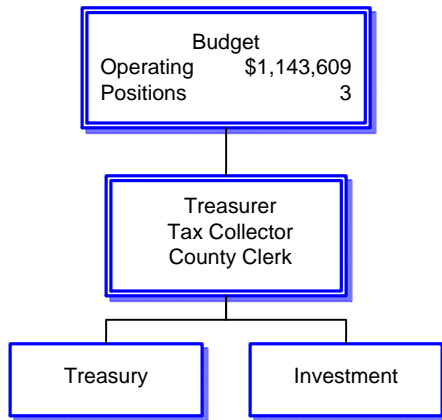 Budget
Operating $1,143,609
Positions 3
Treasurer
Tax Collector
County Clerk
Treasury
Investment